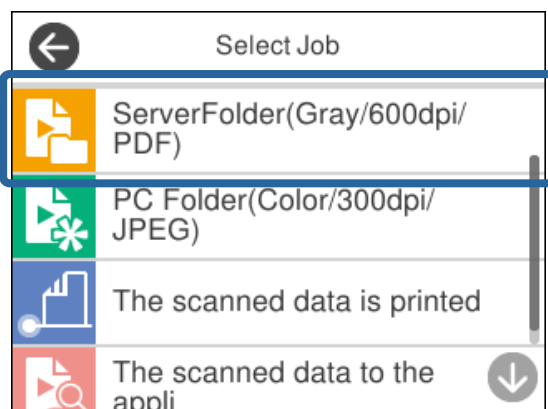 Select Job
ServerFolder(Gray/600dpi/
PDF)
PC Folder(Color/300dpi/
JPEG)
The scanned data is printed
The scanned data to the
appli